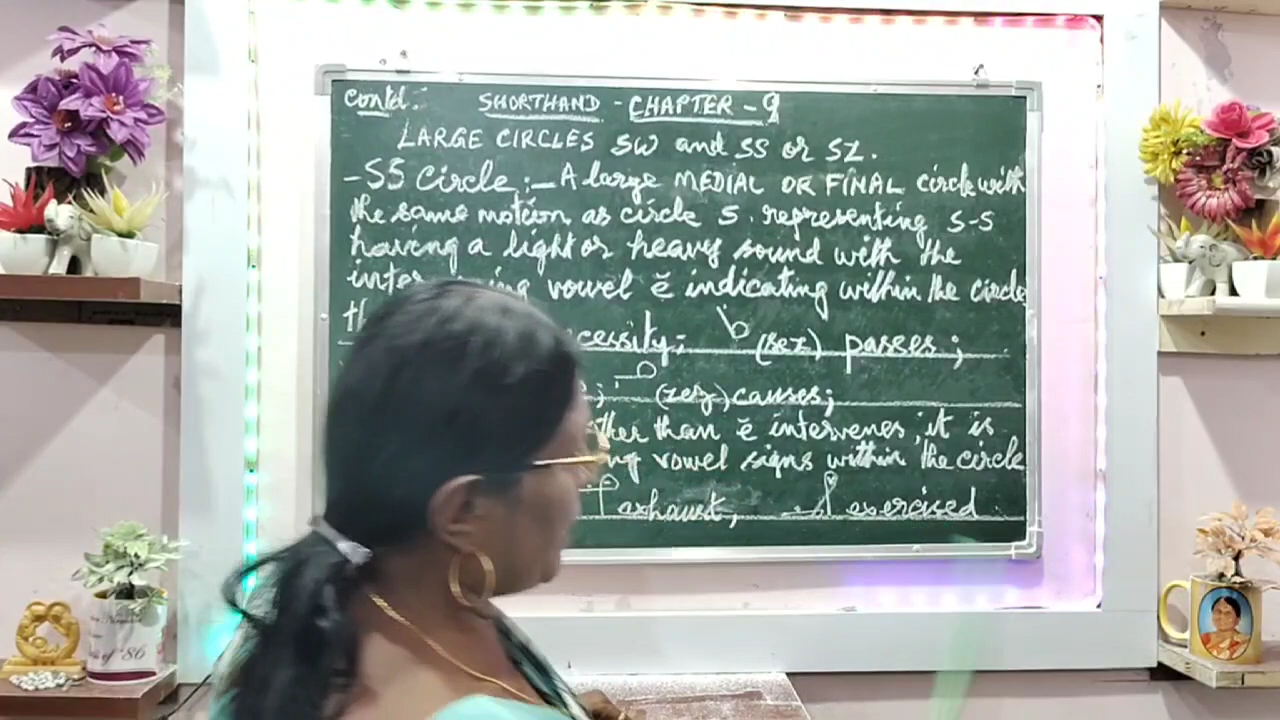 Contd:- SHORTHAND - CHAPTER - 9
LARGE CIRCLES SW and SS or SZ.
- SS Circle :- A large MEDIAL OR FINAL circle with
the same motion as circle S. representing S-S
having a light or heavy sound with the
vowel ĕ indicating within the circle
(sez) passes;
(zez) causes;
than ĕ intervenes, it is
vowel signs within the circle
exhaust, exercised
of '86